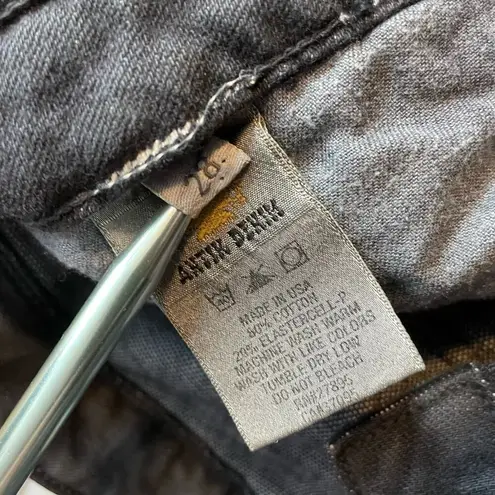 28.
ANTIK DENIM
MADE IN USA
90% COTTON
20% ELASTERCELL-P
MACHINE WASH WARM
WASH WITH LIKE COLORS
TUMBLE DRY LOW
DO NOT BLEACH
RN#27895